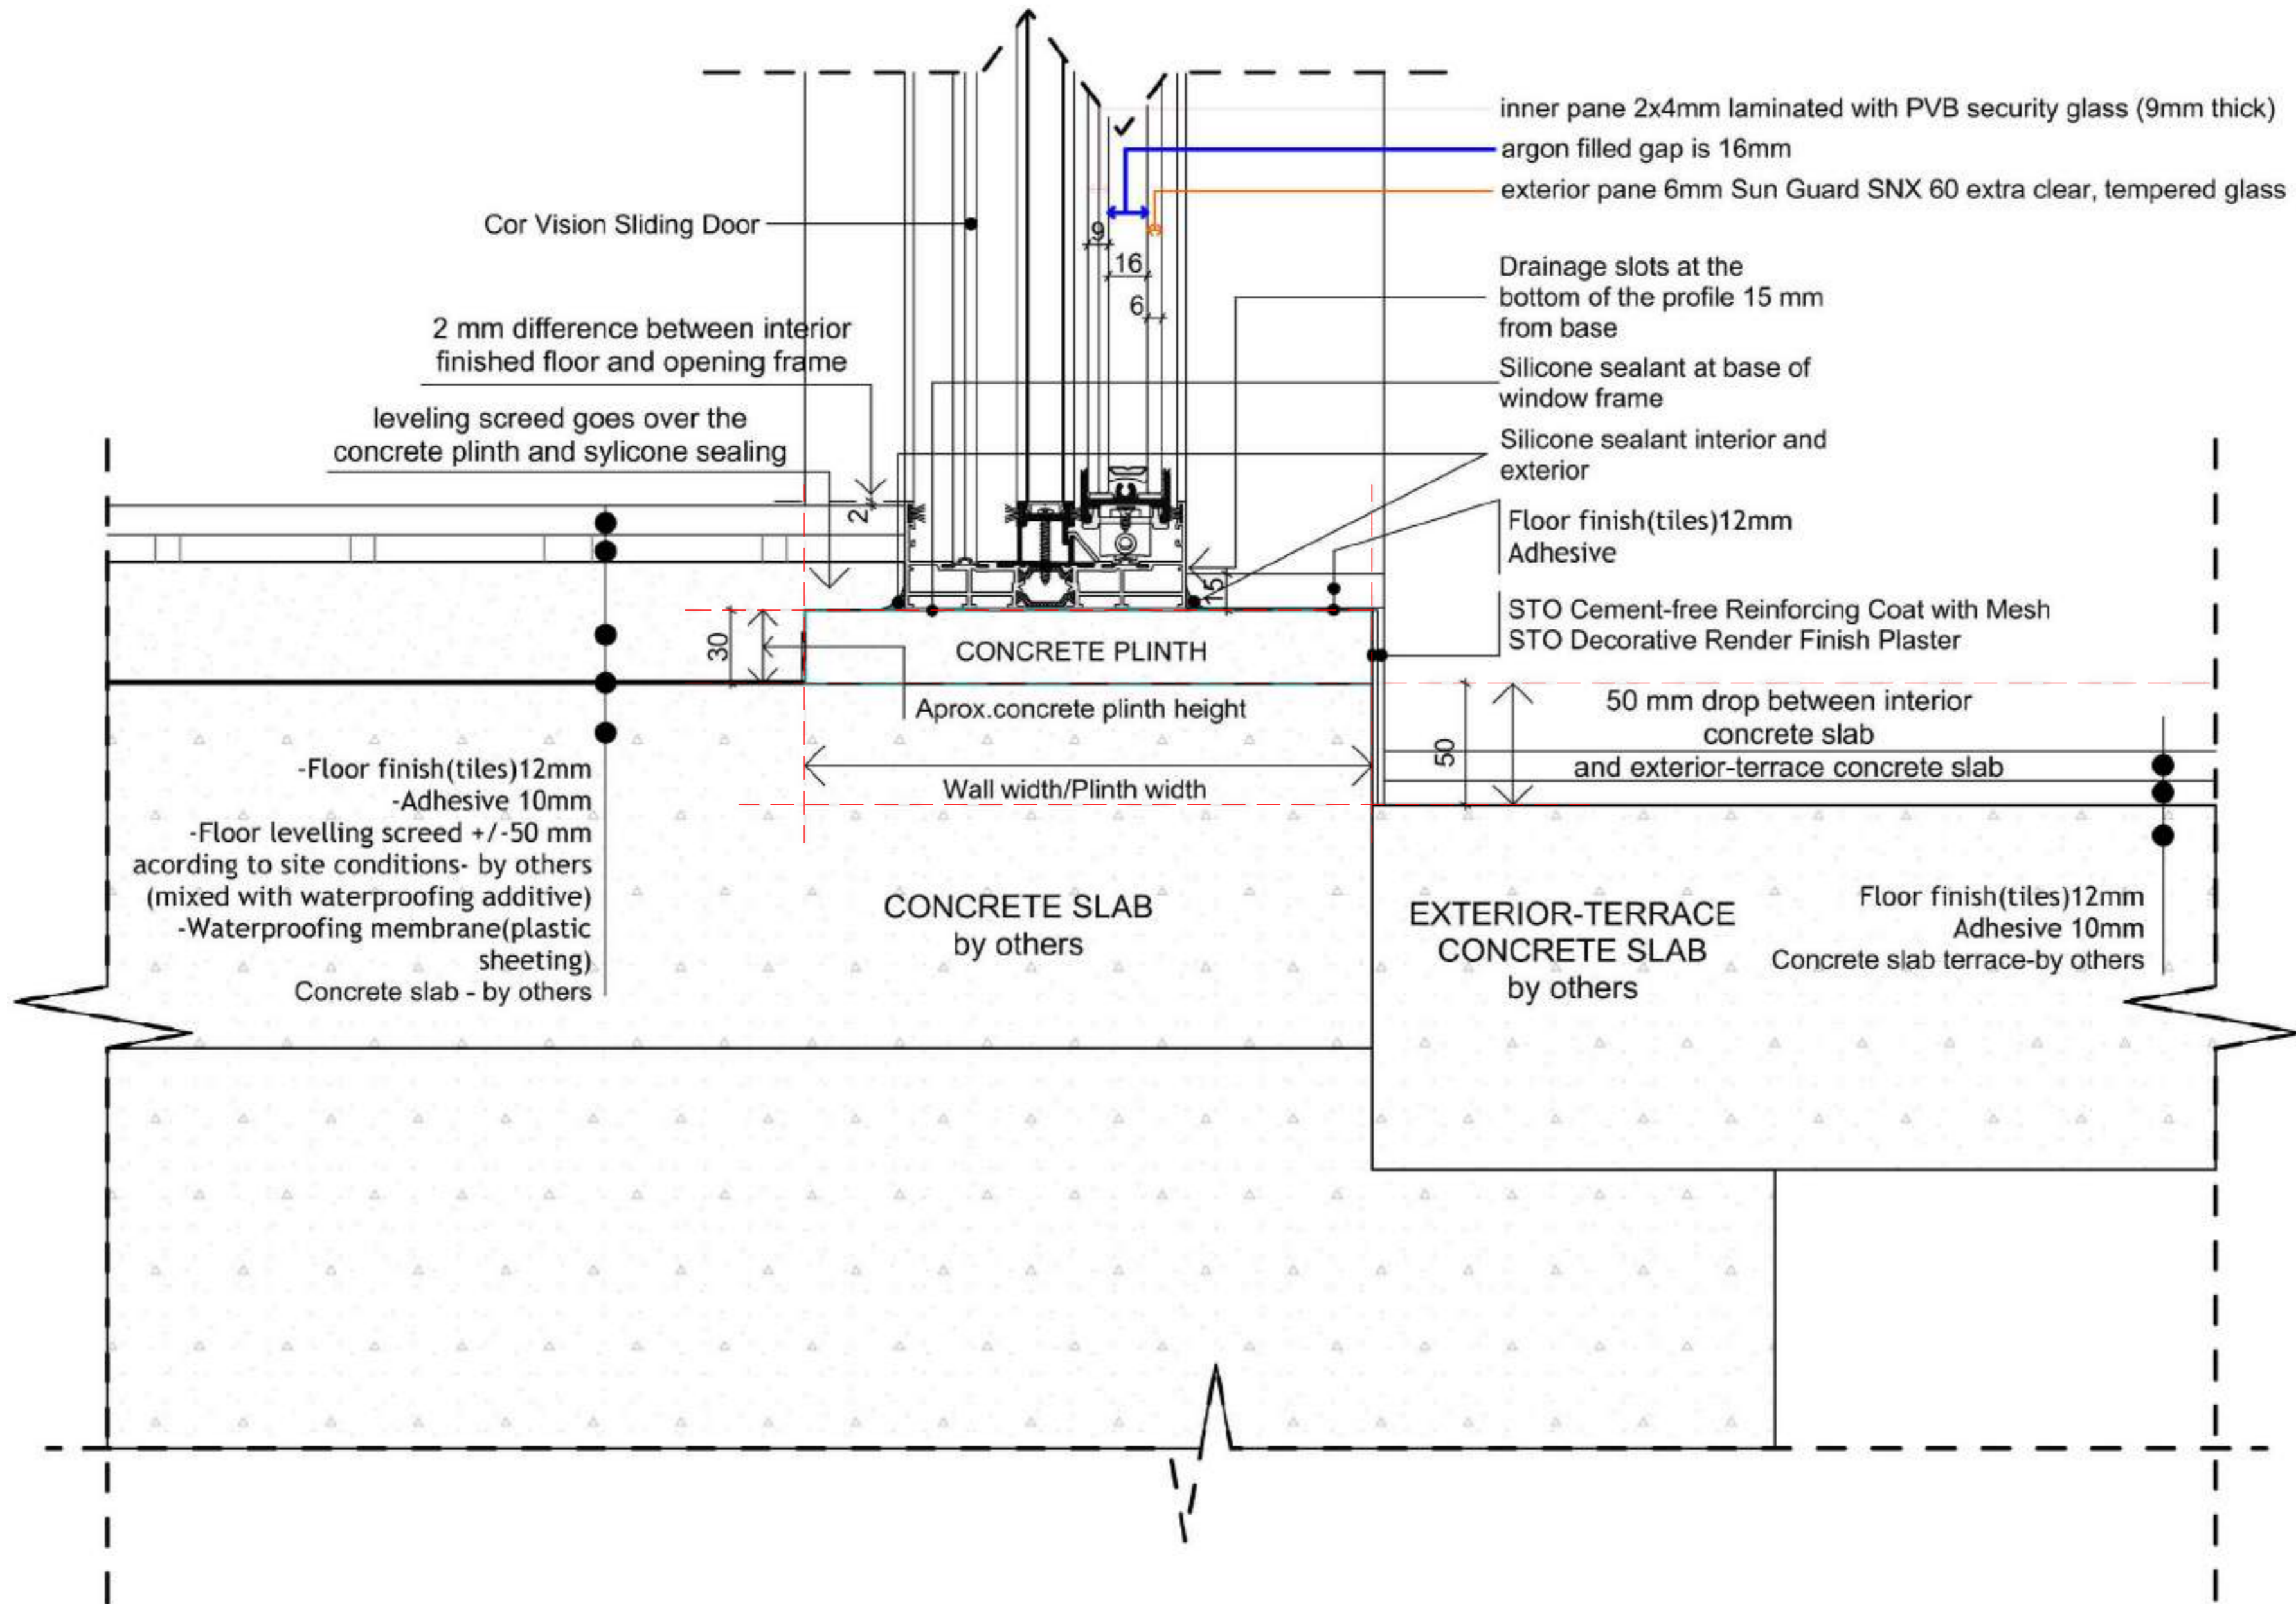 inner pane 2x4mm laminated with PVB security glass (9mm thick)
argon filled gap is 16mm
exterior pane 6mm Sun Guard SNX 60 extra clear, tempered glass
Cor Vision Sliding Door
9
16
6
Drainage slots at the
bottom of the profile 15 mm
from base
2 mm difference between interior
finished floor and opening frame
Silicone sealant at base of
window frame
leveling screed goes over the
concrete plinth and sylicone sealing
Silicone sealant interior and
exterior
2
Floor finish(tiles)12mm
Adhesive
15
STO Cement-free Reinforcing Coat with Mesh
STO Decorative Render Finish Plaster
30
CONCRETE PLINTH
Aprox.concrete plinth height
50 mm drop between interior
concrete slab
and exterior-terrace concrete slab
50
Wall width/Plinth width
-Floor finish(tiles)12mm
-Adhesive 10mm
-Floor levelling screed +/-50 mm
acording to site conditions- by others
(mixed with waterproofing additive)
-Waterproofing membrane(plastic
sheeting)
Concrete slab - by others
CONCRETE SLAB
by others
EXTERIOR-TERRACE
CONCRETE SLAB
by others
Floor finish(tiles)12mm
Adhesive 10mm
Concrete slab terrace-by others